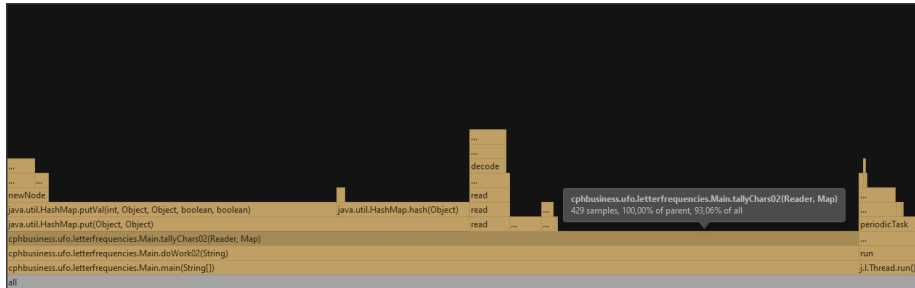 ...
...
decode
... ...
... ... ... ...
newNode read ...
java.util.HashMap.putVal(int, Object, Object, boolean, boolean) java.util.HashMap.hash(Object) read ...
cphbusiness.ufo.letterfrequencies.Main.tallyChars02(Reader, Map)
429 samples, 100,00% of parent, 93,06% of all
java.util.HashMap.put(Object, Object) read ... ... periodicTask
cphbusiness.ufo.letterfrequencies.Main.tallyChars02(Reader, Map) ...
cphbusiness.ufo.letterfrequencies.Main.doWork02(String) run
cphbusiness.ufo.letterfrequencies.Main.main(String[]) j.l.Thread.run()
all